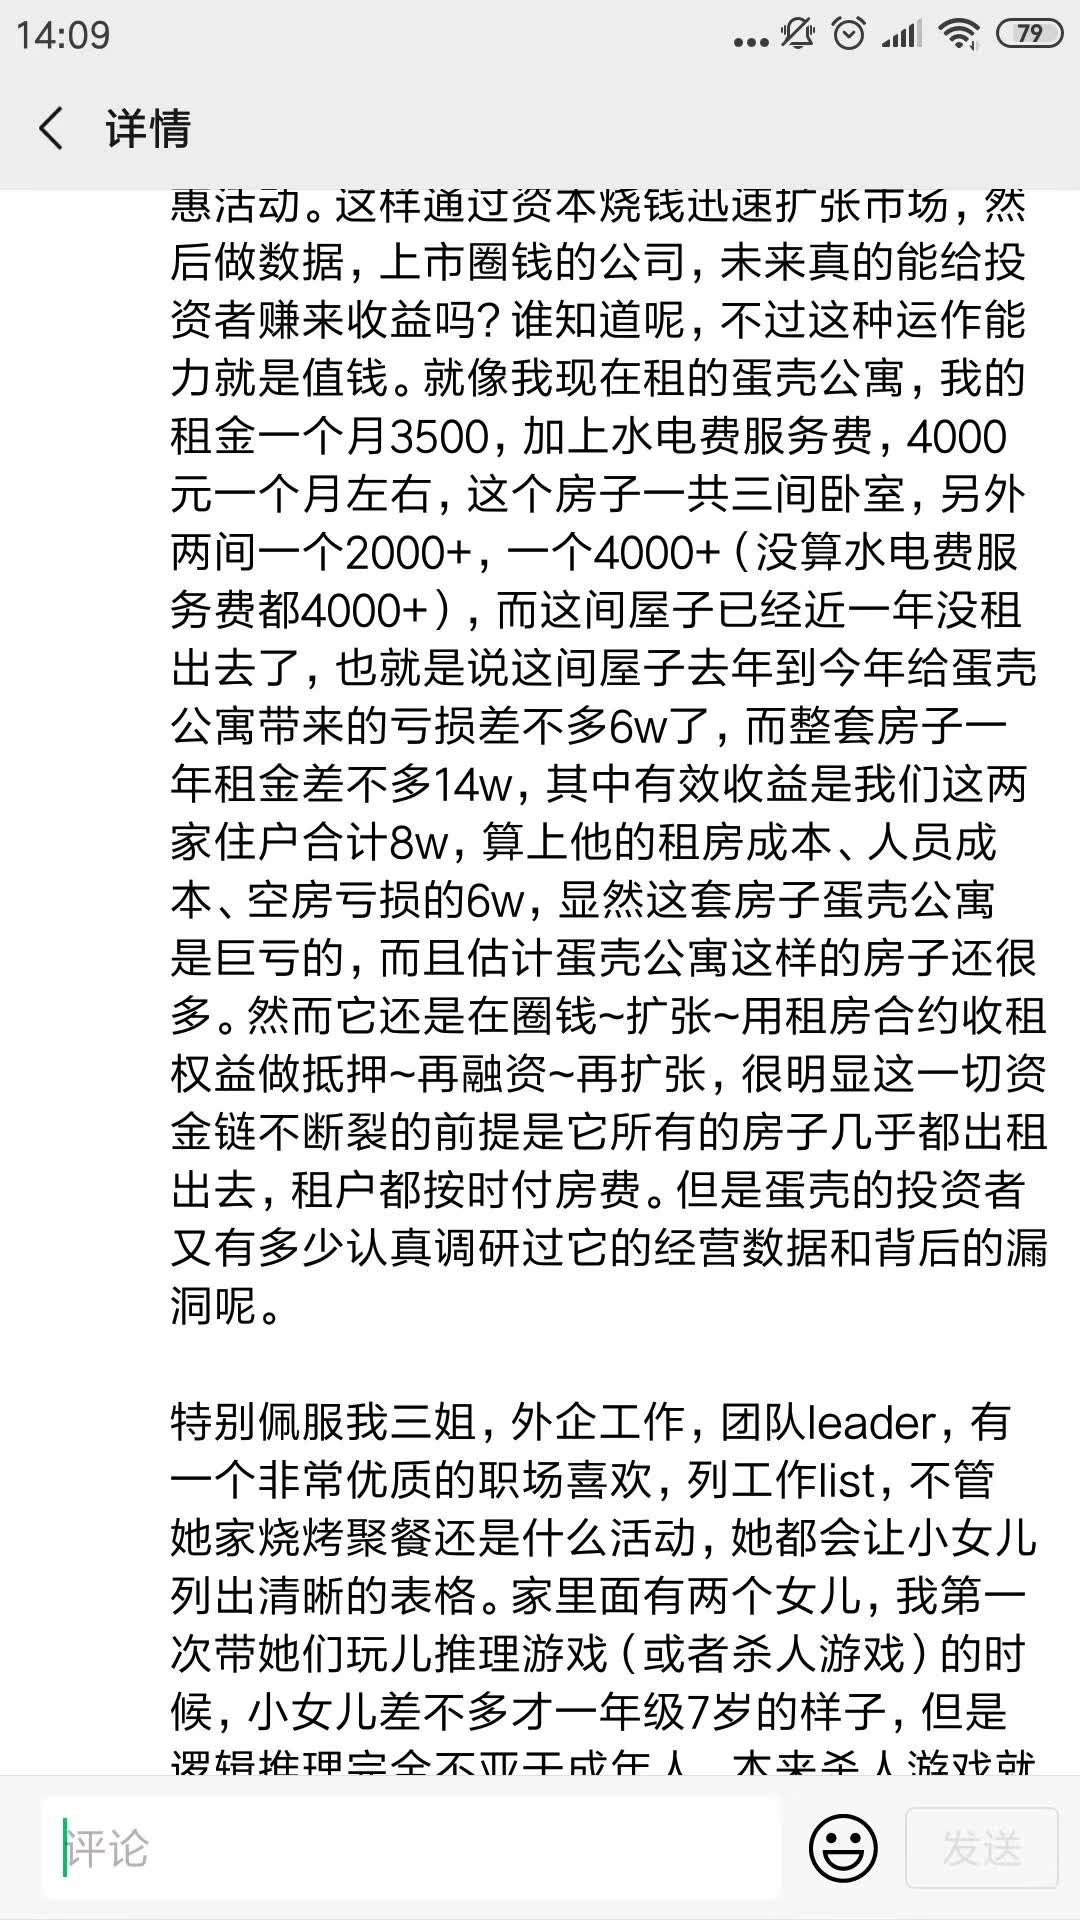 14:09
79
详情
惠活动。这样通过资本烧钱迅速扩张市场，然
后做数据，上市圈钱的公司，未来真的能给投
资者赚来收益吗？谁知道呢，不过这种运作能
力就是值钱。就像我现在租的蛋壳公寓，我的
租金一个月3500，加上水电费服务费，4000
元一个月左右，这个房子一共三间卧室，另外
两间一个2000+，一个4000+（没算水电费服
务费都4000+），而这间屋子已经近一年没租
出去了，也就是说这间屋子去年到今年给蛋壳
公寓带来的亏损差不多6w了，而整套房子一
年租金差不多14w，其中有效收益是我们这两
家住户合计8w，算上他的租房成本、人员成
本、空房亏损的6w，显然这套房子蛋壳公寓
是巨亏的，而且估计蛋壳公寓这样的房子还很
多。然而它还是在圈钱~扩张~用租房合约收租
权益做抵押~再融资~再扩张，很明显这一切资
金链不断裂的前提是它所有的房子几乎都出租
出去，租户都按时付房费。但是蛋壳的投资者
又有多少认真调研过它的经营数据和背后的漏
洞呢。
特别佩服我三姐，外企工作，团队leader，有
一个非常优质的职场喜欢，列工作list，不管
她家烧烤聚餐还是什么活动，她都会让小女儿
列出清晰的表格。家里面有两个女儿，我第一
次带她们玩儿推理游戏（或者杀人游戏）的时
候，小女儿差不多才一年级7岁的样子，但是
逻辑推理完全不亚于成年人，本来杀人游戏就
评论
发送